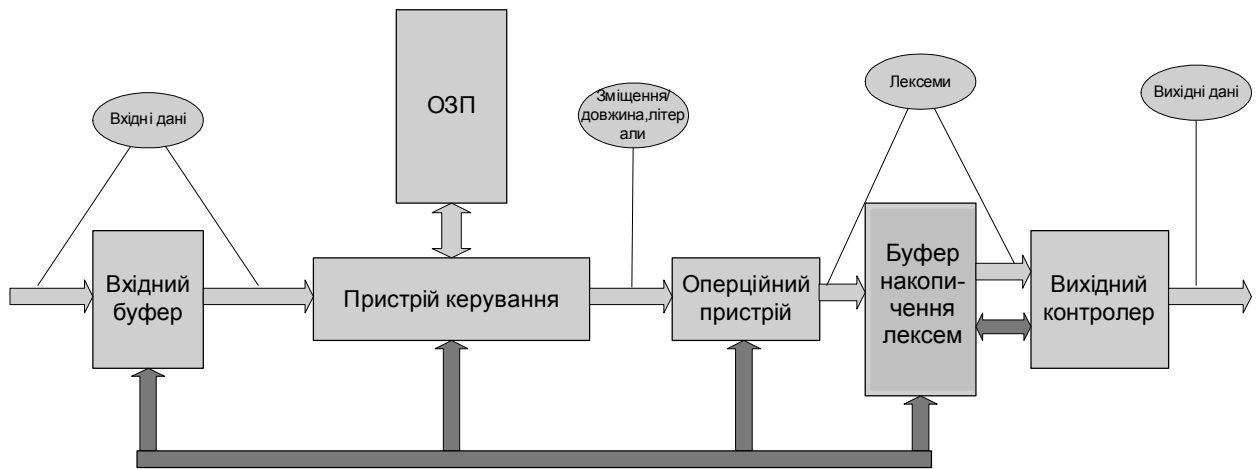 ОЗП
Вхідні дані
Зміщення/
довжина,літер
али
Лексеми
Вихідні дані
Вхідний
буфер
Пристрій керування
Оперційний
пристрій
Буфер
накопи-
чення
лексем
Вихідний
контролер